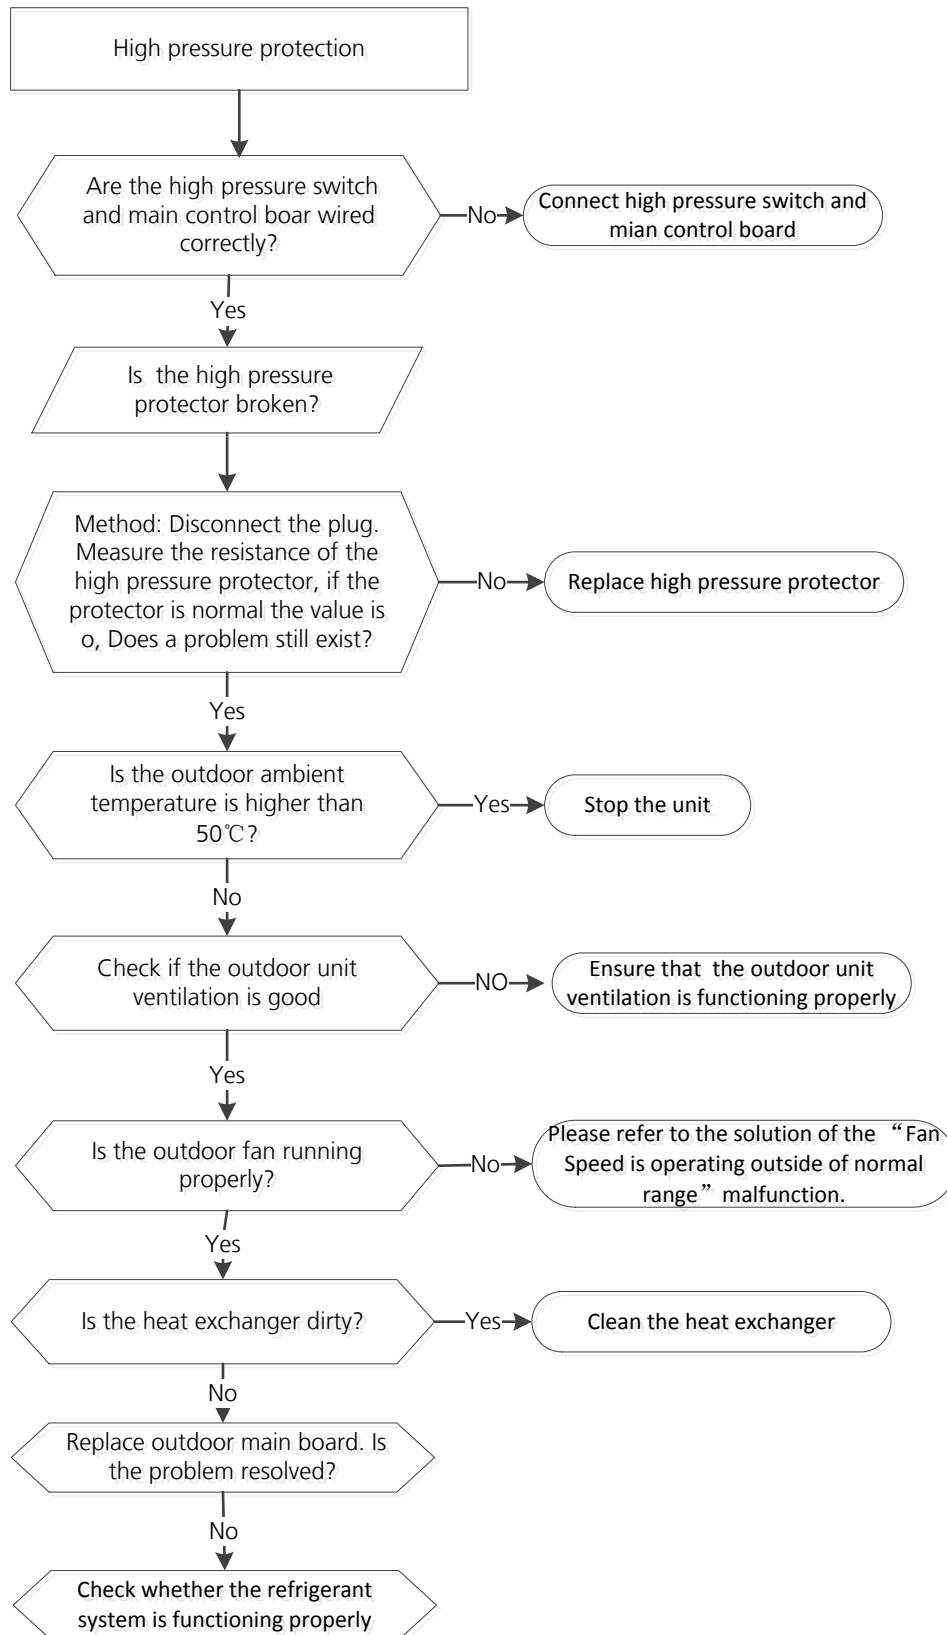 High pressure protection
Are the high pressure switch
and main control boar wired
correctly?
No
Connect high pressure switch and
mian control board
Yes
Is the high pressure
protector broken?
Method: Disconnect the plug.
Measure the resistance of the
high pressure protector, if the
protector is normal the value is
o, Does a problem still exist?
No
Replace high pressure protector
Yes
Is the outdoor ambient
temperature is higher than
50℃?
Yes
Stop the unit
No
Check if the outdoor unit
ventilation is good
NO
Ensure that the outdoor unit
ventilation is functioning properly
Yes
Is the outdoor fan running
properly?
No
Please refer to the solution of the “Fan
Speed is operating outside of normal
range” malfunction.
Yes
Is the heat exchanger dirty?
Yes
Clean the heat exchanger
No
Replace outdoor main board. Is
the problem resolved?
No
Check whether the refrigerant
system is functioning properly